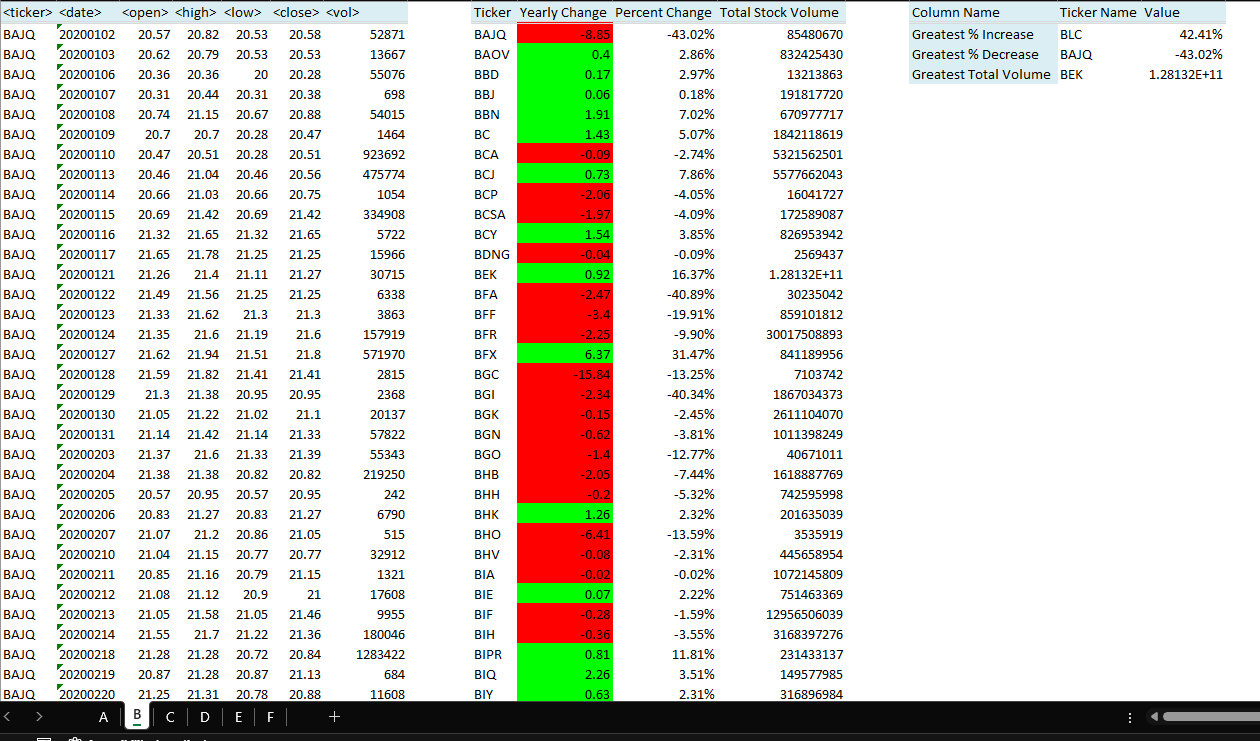 <ticker> <date> <open> <high> <low> <close> <vol> Ticker Yearly Change Percent Change Total Stock Volume Column Name Ticker Name Value
BAJQ 20200102 20.57 20.82 20.53 20.58 52871 BAJQ -8.85 -43.02% 85480670 Greatest % Increase BLC 42.41%
BAJQ 20200103 20.62 20.79 20.53 20.53 13667 BAOV 0.4 2.86% 832425430 Greatest % Decrease BAJQ -43.02%
BAJQ 20200106 20.36 20.36 20 20.28 55076 BBD 0.17 2.97% 13213863 Greatest Total Volume BEK 1.28132E+11
BAJQ 20200107 20.31 20.44 20.31 20.38 698 BBJ 0.06 0.18% 191817720
BAJQ 20200108 20.74 21.15 20.67 20.88 54015 BBN 1.91 7.02% 670977717
BAJQ 20200109 20.7 20.7 20.28 20.47 1464 BC 1.43 5.07% 1842118619
BAJQ 20200110 20.47 20.51 20.28 20.51 923692 BCA -0.09 -2.74% 5321562501
BAJQ 20200113 20.46 21.04 20.46 20.56 475774 BCJ 0.73 7.86% 5577662043
BAJQ 20200114 20.66 21.03 20.66 20.75 1054 BCP -2.06 -4.05% 16041727
BAJQ 20200115 20.69 21.42 20.69 21.42 334908 BCSA -1.97 -4.09% 172589087
BAJQ 20200116 21.32 21.65 21.32 21.65 5722 BCY 1.54 3.85% 826953942
BAJQ 20200117 21.65 21.78 21.25 21.25 15966 BDNG -0.04 -0.09% 2569437
BAJQ 20200121 21.26 21.4 21.11 21.27 30715 BEK 0.92 16.37% 1.28132E+11
BAJQ 20200122 21.49 21.56 21.25 21.25 6338 BFA -2.47 -40.89% 30235042
BAJQ 20200123 21.33 21.62 21.3 21.3 3863 BFF -3.4 -19.91% 859101812
BAJQ 20200124 21.35 21.6 21.19 21.6 157919 BFR -2.25 -9.90% 30017508893
BAJQ 20200127 21.62 21.94 21.51 21.8 571970 BFX 6.37 31.47% 841189956
BAJQ 20200128 21.59 21.82 21.41 21.41 2815 BGC -15.84 -13.25% 7103742
BAJQ 20200129 21.3 21.38 20.95 20.95 2368 BGI -2.34 -40.34% 1867034373
BAJQ 20200130 21.05 21.22 21.02 21.1 20137 BGK -0.15 -2.45% 2611104070
BAJQ 20200131 21.14 21.42 21.14 21.33 57822 BGN -0.62 -3.81% 1011398249
BAJQ 20200203 21.37 21.6 21.33 21.39 55343 BGO -1.4 -12.77% 40671011
BAJQ 20200204 21.38 21.38 20.82 20.82 219250 BHB -2.05 -7.44% 1618887769
BAJQ 20200205 20.57 20.95 20.57 20.95 242 BHH -0.2 -5.32% 742595998
BAJQ 20200206 20.83 21.27 20.83 21.27 6790 BHK 1.26 2.32% 201635039
BAJQ 20200207 21.07 21.2 20.86 21.05 515 BHO -6.41 -13.59% 3535919
BAJQ 20200210 21.04 21.15 20.77 20.77 32912 BHV -0.08 -2.31% 445658954
BAJQ 20200211 20.85 21.16 20.79 21.15 1321 BIA -0.02 -0.02% 1072145809
BAJQ 20200212 21.08 21.12 20.9 21 17608 BIE 0.07 2.22% 751463369
BAJQ 20200213 21.05 21.58 21.05 21.46 9955 BIF -0.28 -1.59% 12956506039
BAJQ 20200214 21.55 21.7 21.22 21.36 180046 BIH -0.36 -3.55% 3168397276
BAJQ 20200218 21.28 21.28 20.72 20.84 1283422 BIPR 0.81 11.81% 231433137
BAJQ 20200219 20.87 21.28 20.87 21.13 684 BIQ 2.26 3.51% 149577985
BAJQ 20200220 21.25 21.31 20.78 20.88 11608 BIY 0.63 2.31% 316896984
A B C D E F +